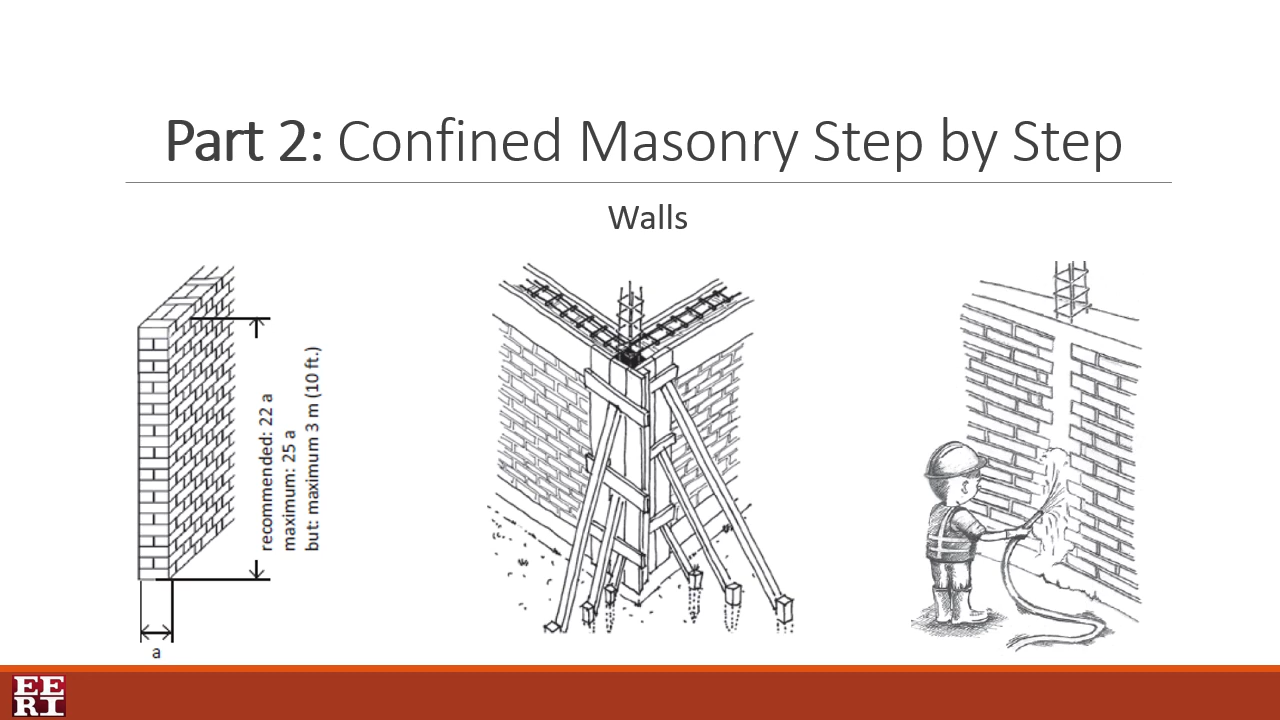 Part 2: Confined Masonry Step by Step
Walls
recommended: 22 a
maximum: 25 a
but: maximum 3 m (10 ft.)
a
EE
RI